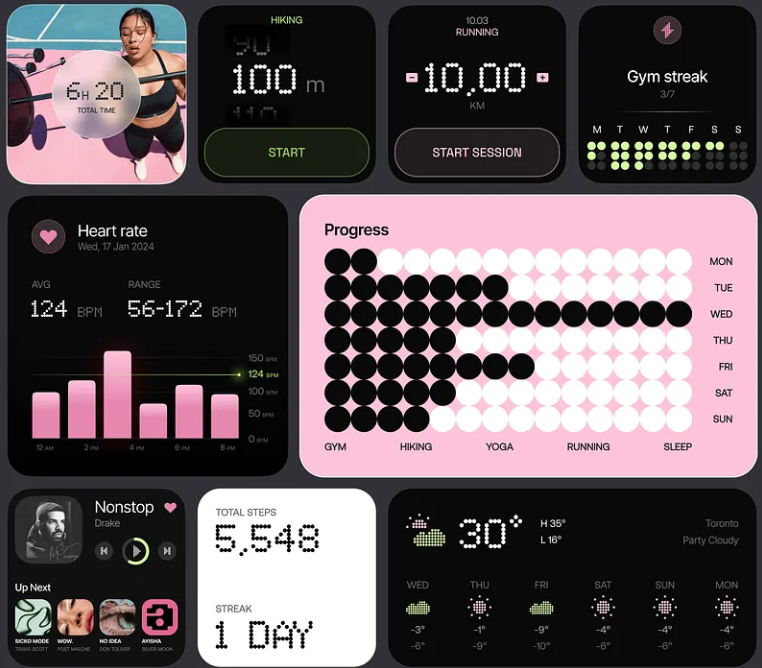 6H 20
TOTAL TIME
HIKING
90
100 m
110
START
10.03
RUNNING
- 10,00 +
KM
START SESSION
Gym streak
3/7
M T W T F S S
Heart rate
Wed, 17 Jan 2024
AVG RANGE
124 BPM 56-172 BPM
150 BPM
124 BPM
100 BPM
50 BPM
0 BPM
12 AM 2 PM 4 PM 6 PM 8 PM
Progress
MON
TUE
WED
THU
FRI
SAT
SUN
GYM HIKING YOGA RUNNING SLEEP
Nonstop
Drake
Up Next
SICKO MODE WOW. NO IDEA AYISHA
TRAVIS SCOTT POST MALONE DON TOLIVER SILVER MOON
TOTAL STEPS
5,548
STREAK
1 DAY
30° H 35° Toronto
L 16° Party Cloudy
WED THU FRI SAT SUN MON
-3° -1° -9° -4° -4° -4°
-6° -9° -10° -6° -6° -6°